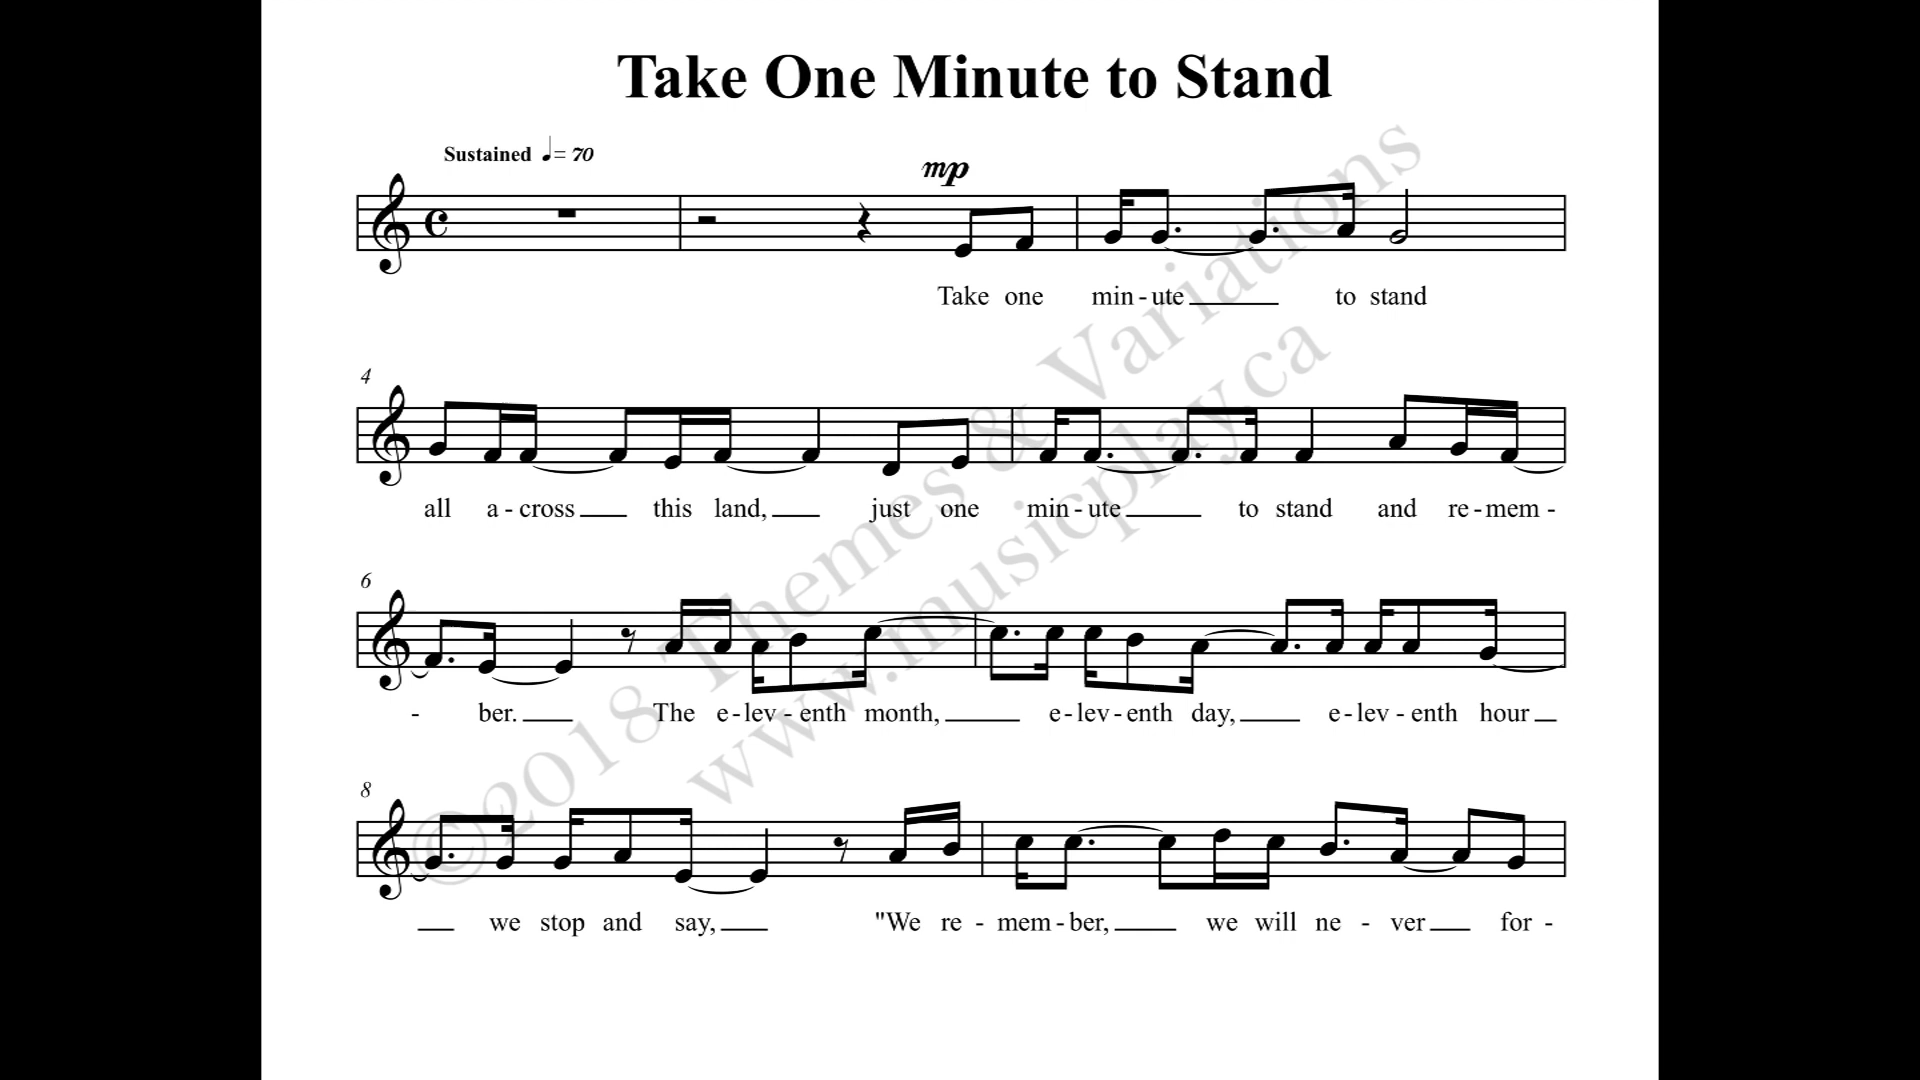 Take One Minute to Stand
Sustained ♩= 70
mp
Take one min - ute to stand
4
all a - cross this land, just one min - ute to stand and re - mem -
6
- ber. The e - lev - enth month, e - lev - enth day, e - lev - enth hour
8
we stop and say, "We re - mem - ber, we will ne - ver for -
©2018 Themes & Variations
www.musicplay.ca